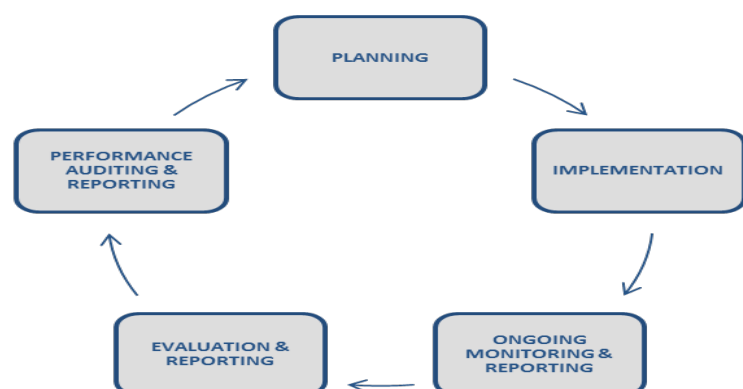 PLANNING
IMPLEMENTATION
ONGOING
MONITORING &
REPORTING
EVALUATION &
REPORTING
PERFORMANCE
AUDITING &
REPORTING